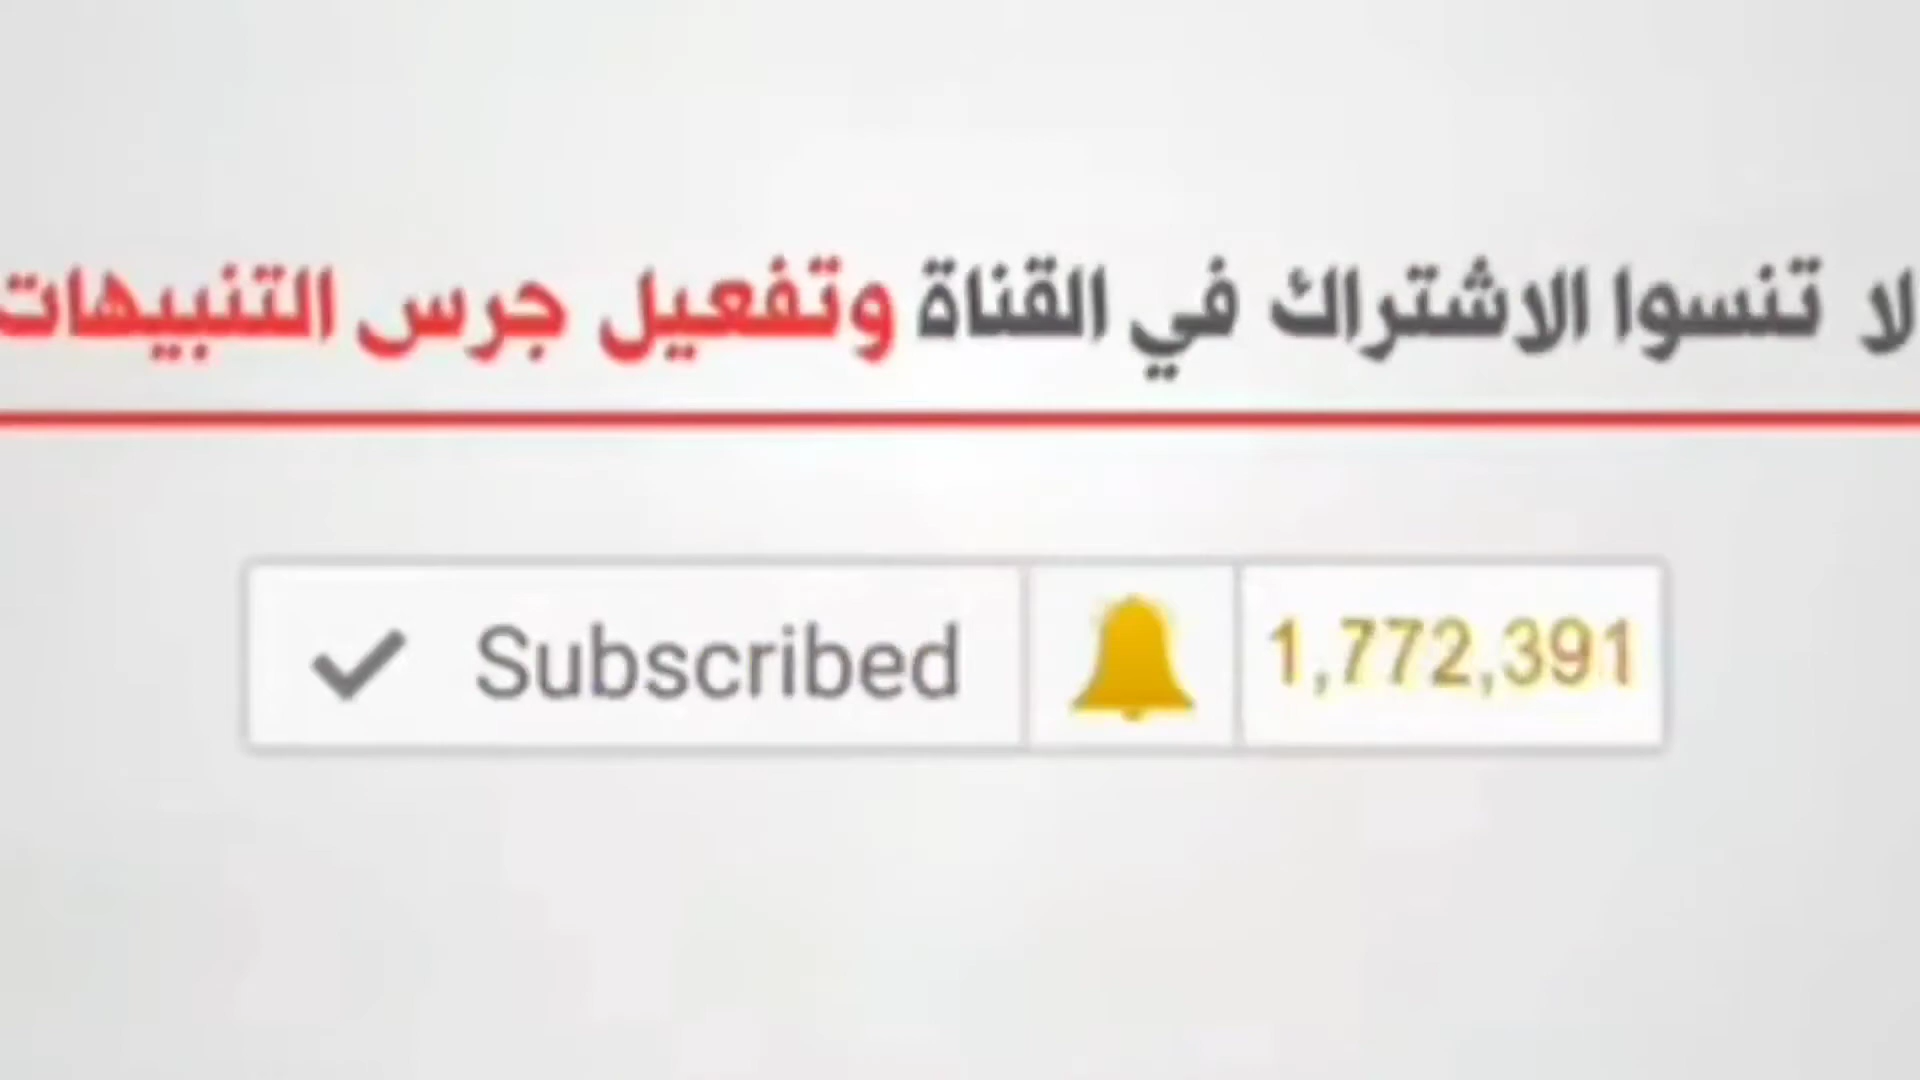 لا تنسوا الاشتراك في القناة وتفعيل جرس التنبيهات
Subscribed 1,772,391